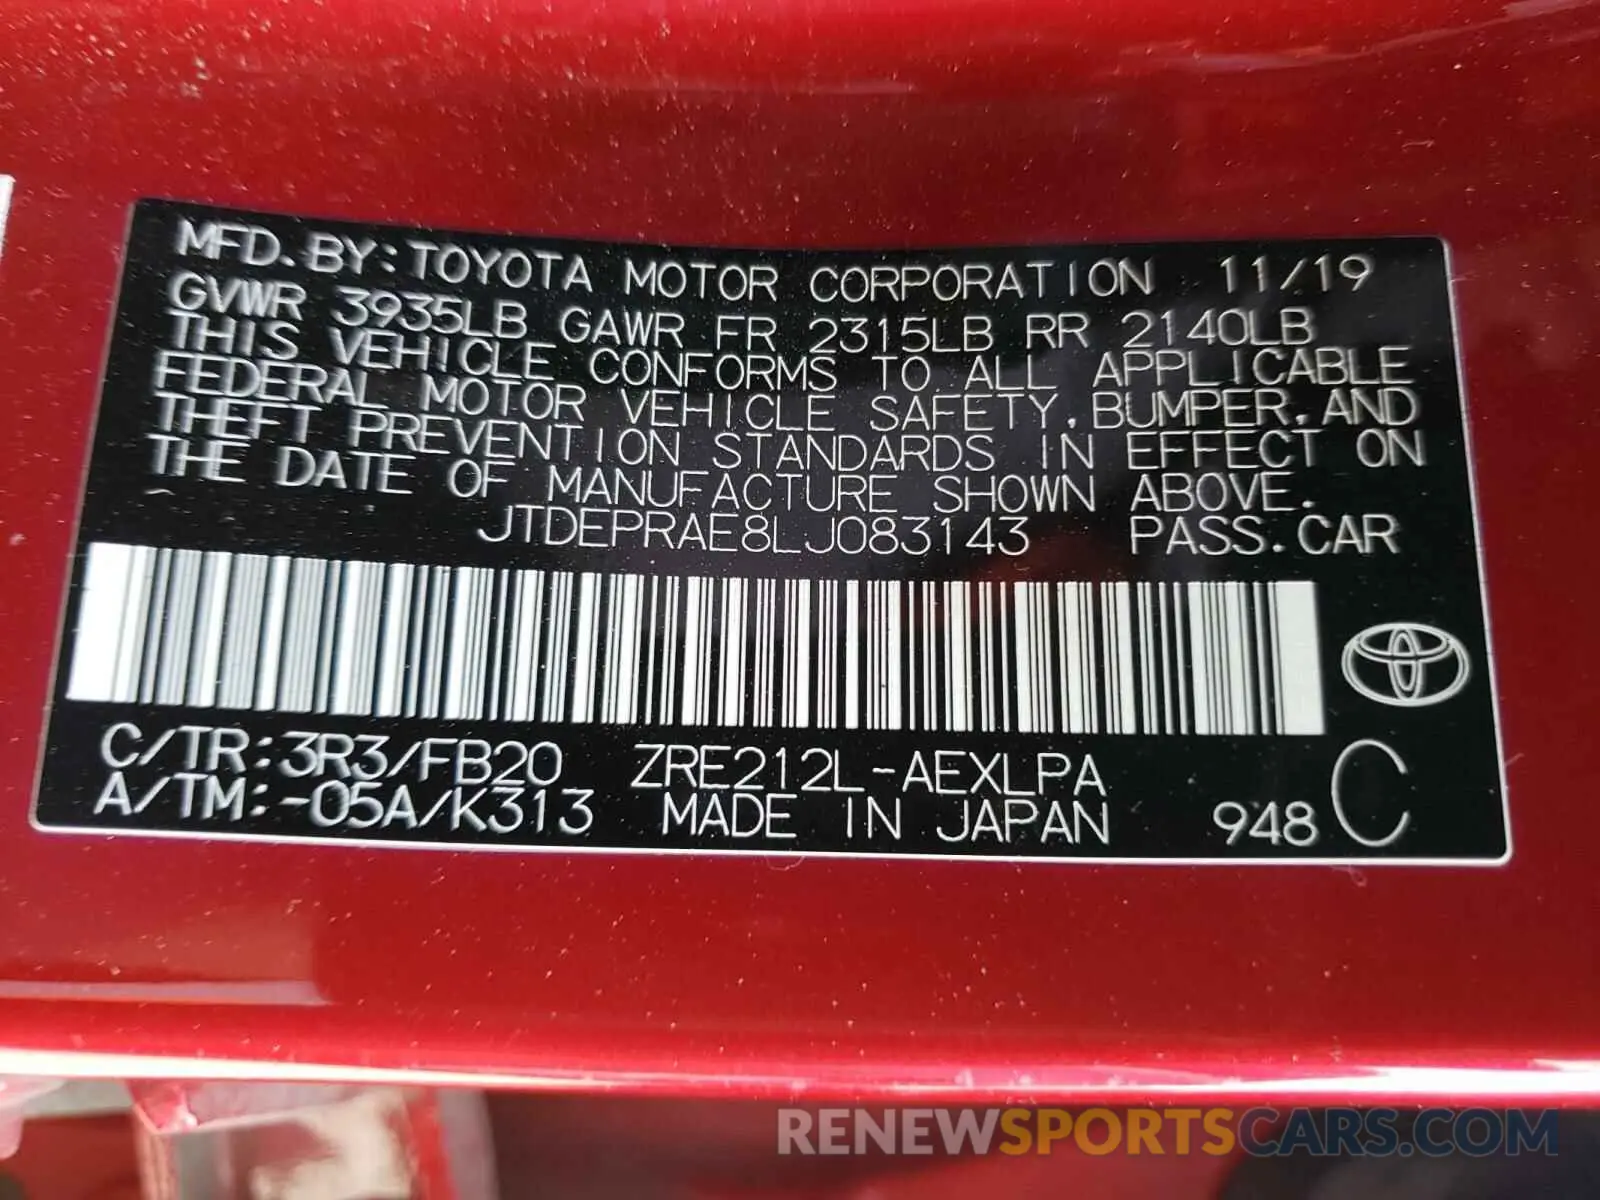 MFD.BY:TOYOTA MOTOR CORPORATION 11/19
GVWR 3935LB GAWR FR 2315LB RR 2140LB
THIS VEHICLE CONFORMS TO ALL APPLICABLE
FEDERAL MOTOR VEHICLE SAFETY,BUMPER,AND
THEFT PREVENTION STANDARDS IN EFFECT ON
THE DATE OF MANUFACTURE SHOWN ABOVE.
JTDEPRAE8LJ083143 PASS.CAR
C/TR:3R3/FB20 ZRE212L-AEXLPA
A/TM:-05A/K313 MADE IN JAPAN 948 C
RENEWSPORTSCARS.COM